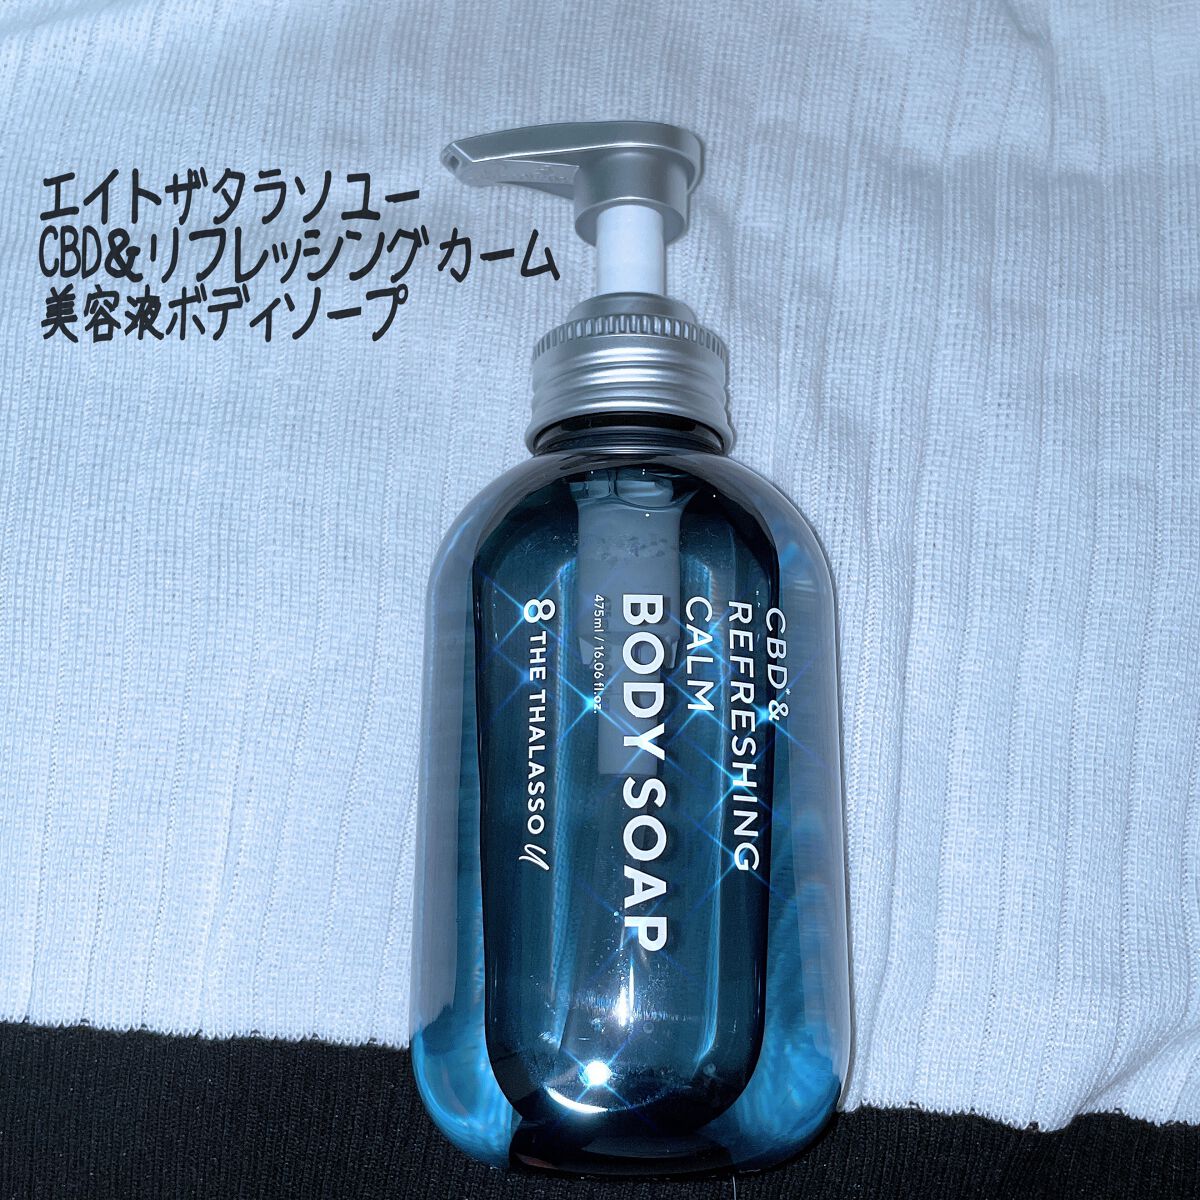 エイトザタラソユー
CBD&リフレッシングカーム
美容液ボディソープ
CBD*&
REFRESHING
CALM
BODY SOAP
475ml / 16.06 fl.oz.
8 THE THALASSO u